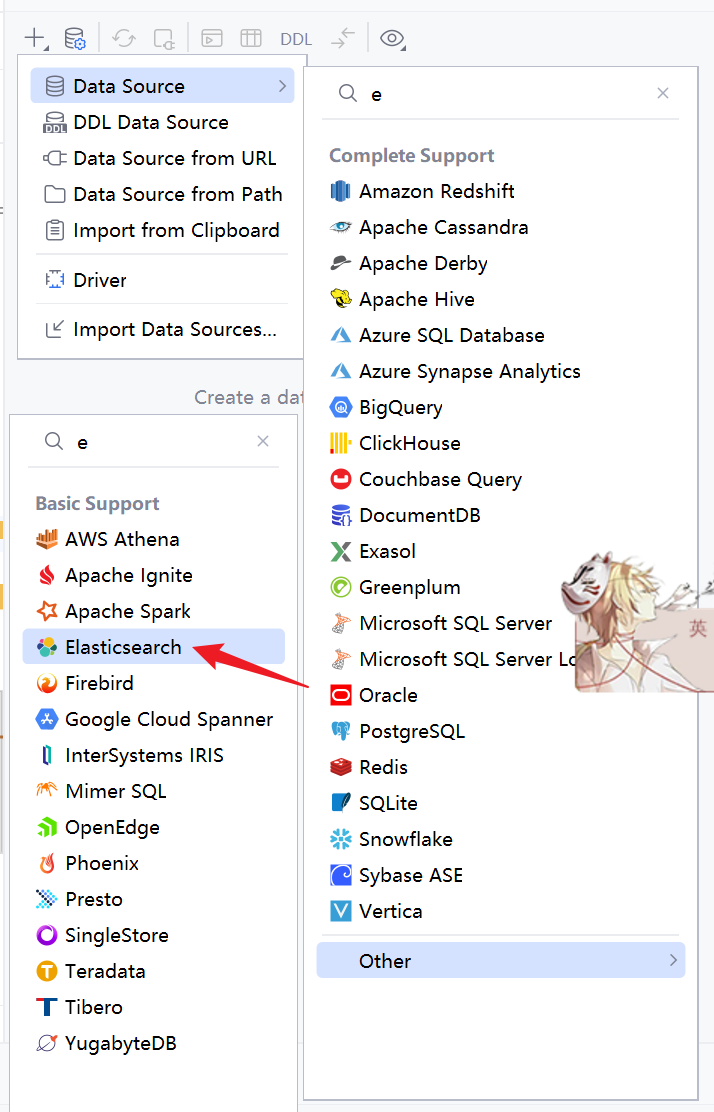 DDL
Data Source
DDL Data Source
Data Source from URL
Data Source from Path
Import from Clipboard
Driver
Import Data Sources...
Create a dat
e
Basic Support
AWS Athena
Apache Ignite
Apache Spark
Elasticsearch
Firebird
Google Cloud Spanner
InterSystems IRIS
Mimer SQL
OpenEdge
Phoenix
Presto
SingleStore
Teradata
Tibero
YugabyteDB
e
Complete Support
Amazon Redshift
Apache Cassandra
Apache Derby
Apache Hive
Azure SQL Database
Azure Synapse Analytics
BigQuery
ClickHouse
Couchbase Query
DocumentDB
Exasol
Greenplum
Microsoft SQL Server
Microsoft SQL Server Lo
Oracle
PostgreSQL
Redis
SQLite
Snowflake
Sybase ASE
Vertica
Other
英